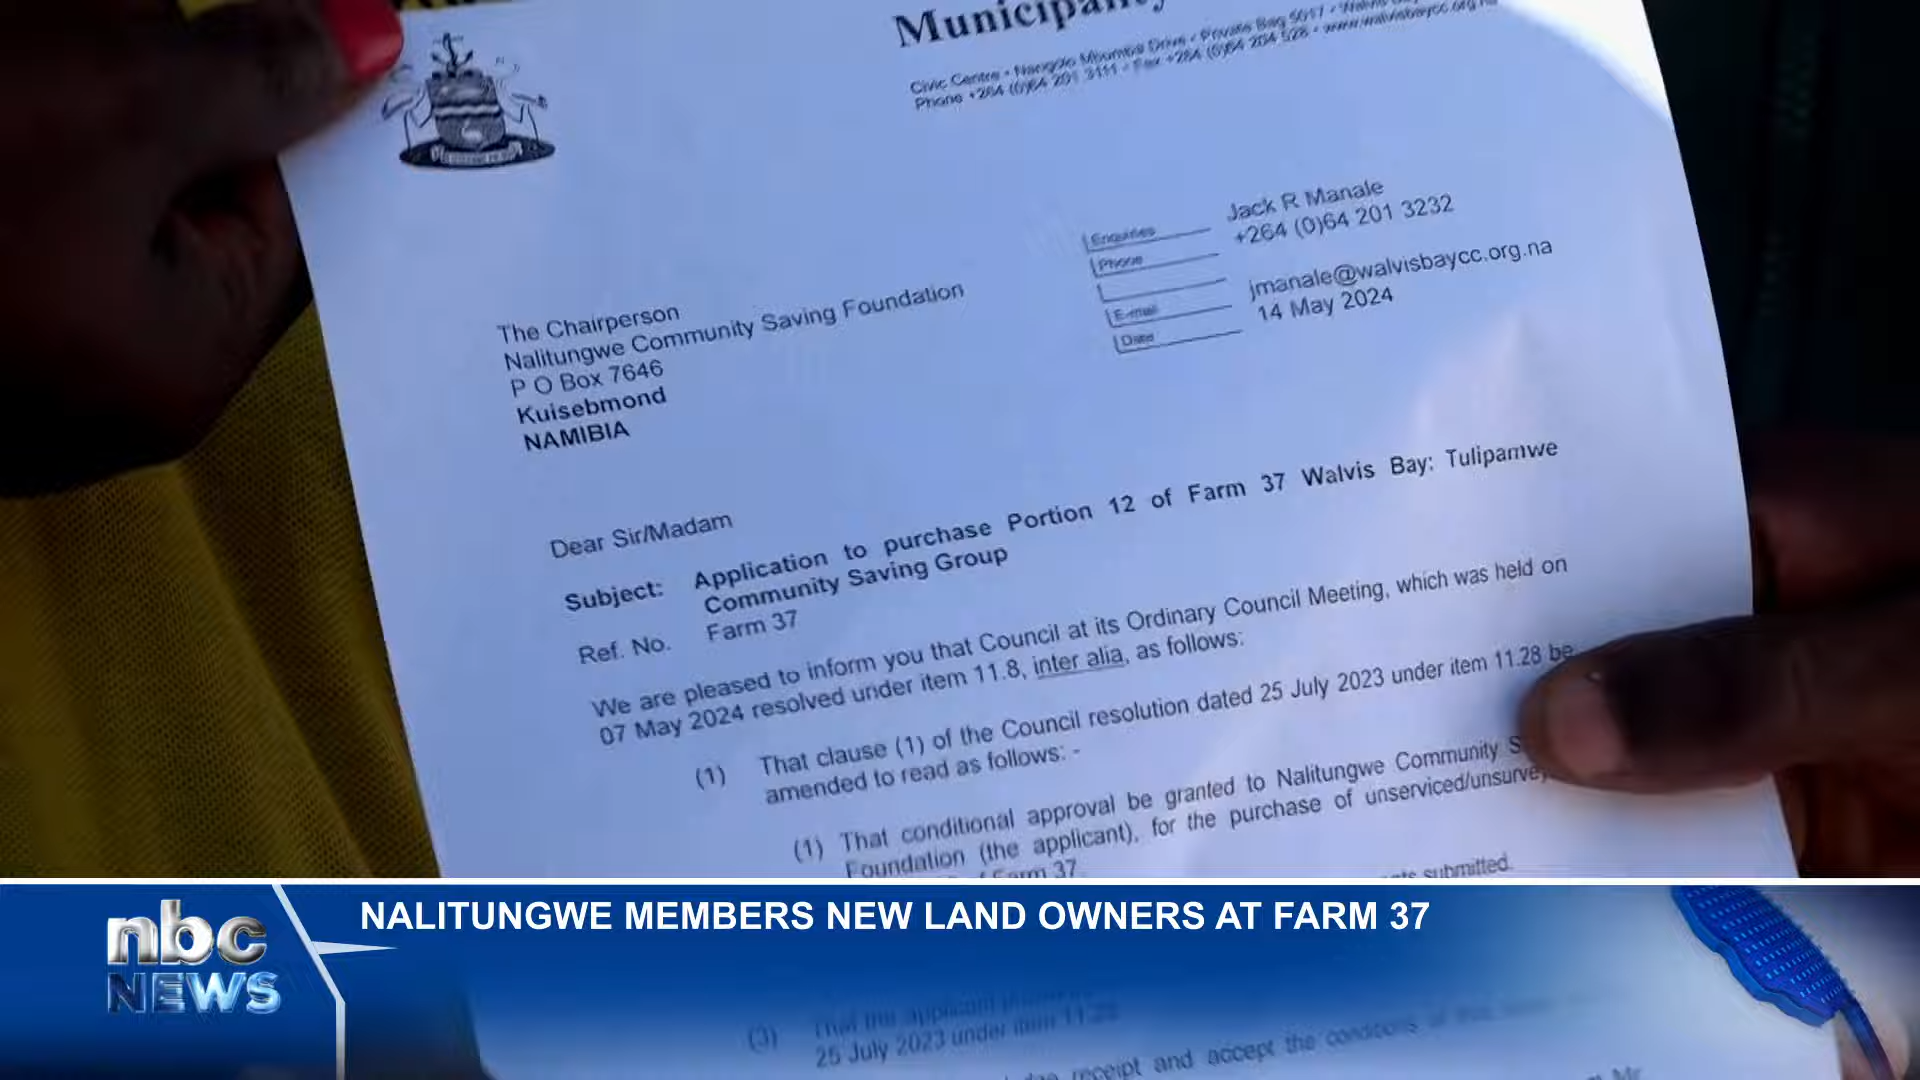 Municipality
Civic Centre • Nangolo Mbumba Drive • Private Bag 5017 • Walvis
Phone +264 (0)64 201 3111 • Fax +264 (0)64 204 528 • www.walvisbaycc.org.na
Enquiries Jack R Manale
Phone +264 (0)64 201 3232
E-mail jmanale@walvisbaycc.org.na
Date 14 May 2024
The Chairperson
Nalitungwe Community Saving Foundation
P O Box 7646
Kuisebmond
NAMIBIA
Dear Sir/Madam
Subject: Application to purchase Portion 12 of Farm 37 Walvis Bay: Tulipamwe
Community Saving Group
Ref. No. Farm 37
We are pleased to inform you that Council at its Ordinary Council Meeting, which was held on
07 May 2024 resolved under item 11.8, inter alia, as follows:
(1) That clause (1) of the Council resolution dated 25 July 2023 under item 11.28 be
amended to read as follows: -
(1) That conditional approval be granted to Nalitungwe Community
Foundation (the applicant), for the purchase of unserviced/unsurve
Farm 37
submitted.
nbc
NEWS
NALITUNGWE MEMBERS NEW LAND OWNERS AT FARM 37
(3) That the applicant
25 July 2023 under item 11.28
receipt and accept the conditions of